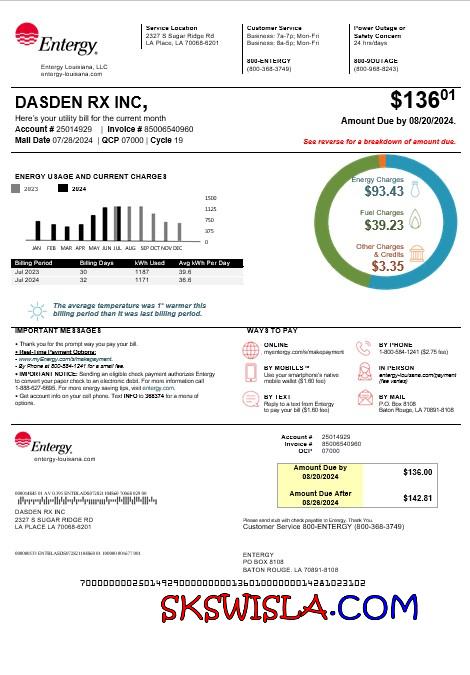 Entergy
Entergy Louisiana, LLC
entergy-louisiana.com
Service Location
2327 S Sugar Ridge Rd
LA Place, LA 70068-6201
Customer Service
Business: 7a-7p; Mon-Fri
Business: 8a-5p; Mon-Fri
800-ENTERGY
(800-368-3749)
Power Outage or
Safety Concern
24 hrs/days
800-9OUTAGE
(800-968-8243)
DASDEN RX INC,
Here's your utility bill for the current month
Account # 25014929 | Invoice # 85006540960
Mail Date 07/28/2024 | QCP 07000 | Cycle 19
$136.01
Amount Due by 08/20/2024.
See reverse for a breakdown of amount due.
ENERGY USAGE AND CURRENT CHARGES
2023 2024
1500
1125
750
375
0
JAN FEB MAR APR MAY JUN JUL AUG SEP OCT NOV DEC
Energy Charges
$93.43
Fuel Charges
$39.23
Other Charges
& Credits
$3.35
Billing Period Billing Days kWh Used Avg kWh Per Day
Jul 2023 30 1187 39.6
Jul 2024 32 1171 36.6
The average temperature was 1° warmer this
billing period then it was last billing period.
IMPORTANT MESSAGES
• Thank you for the prompt way you pay your bill.
• Real-Time Payment Options:
- www.myEnergy.com/makepayment.
- By Phone at 800-584-1241 for a small fee.
• IMPORTANT NOTICE: Sending an eligible check payment authorizes Entergy
to convert your paper check to an electronic debit. For more information call
1-888-627-6698. For more energy saving tips, visit entergy.com.
• Get account info on your cell phone. Text INFO to 368374 for a menu of
options.
WAYS TO PAY
ONLINE
myentergy.com/s/makepayment
BY MOBILLS™
Use your smartphone's native
mobile wallet ($1.60 fee)
BY TEXT
Reply to a text from Entergy
to pay your bill ($1.60 fee)
BY PHONE
1-800-584-1241 ($2.75 fee)
IN PERSON
entergy-louisiana.com/payment
(fee varies)
BY MAIL
P.O. Box 8108
Baton Rouge, LA 70891-8108
Entergy
entergy-louisiana.com
Account # 25014929
Invoice # 85006540960
QCP 07000
Amount Due by
08/20/2024
$136.00
Amount Due After
08/26/2024
$142.81
DASDEN RX INC
2327 S SUGAR RIDGE RD
LA PLACE LA 70068-6201
Please send stub with check payable to Entergy. Thank You.
Customer Service 800-ENTERGY (800-368-3749)
ENTERGY
PO BOX 8108
BATON ROUGE, LA 70891-8108
SKSWISLA.COM